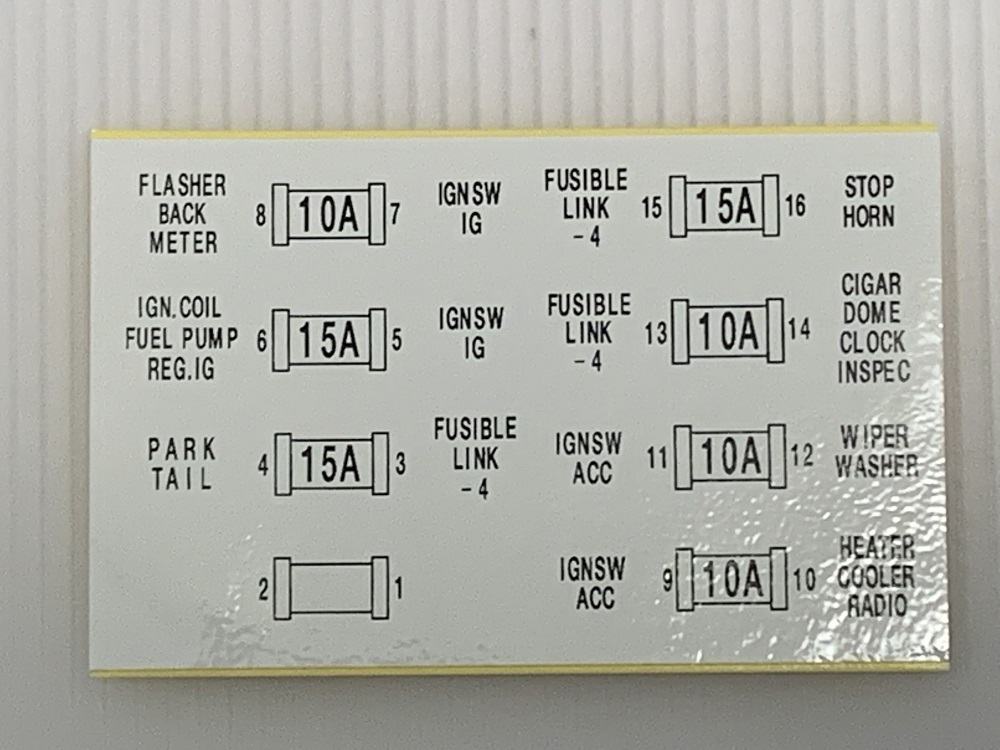 FLASHER
BACK
METER
8 10A 7
IGNSW
IG
FUSIBLE
LINK
-4
15 15A 16
STOP
HORN
IGN.COIL
FUEL PUMP
REG.IG
6 15A 5
IGNSW
IG
FUSIBLE
LINK
-4
13 10A 14
CIGAR
DOME
CLOCK
INSPEC
PARK
TAIL
4 15A 3
FUSIBLE
LINK
-4
IGNSW
ACC
11 10A 12
WIPER
WASHER
2 1
IGNSW
ACC
9 10A 10
HEATER
COOLER
RADIO